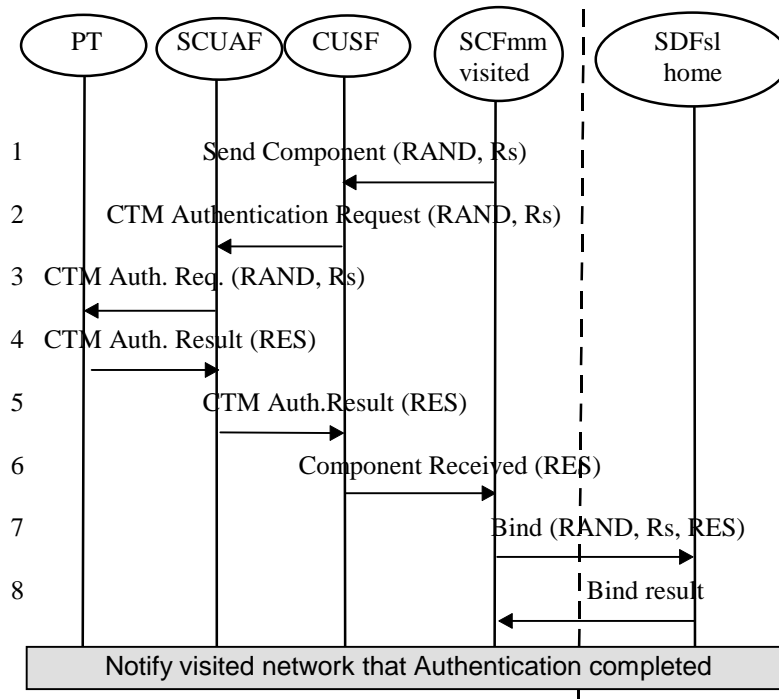 PT SCUAF CUSF SCFmm visited SDFsl home
1 Send Component (RAND, Rs)
2 CTM Authentication Request (RAND, Rs)
3 CTM Auth. Req. (RAND, Rs)
4 CTM Auth. Result (RES)
5 CTM Auth.Result (RES)
6 Component Received (RES)
7 Bind (RAND, Rs, RES)
8 Bind result
Notify visited network that Authentication completed